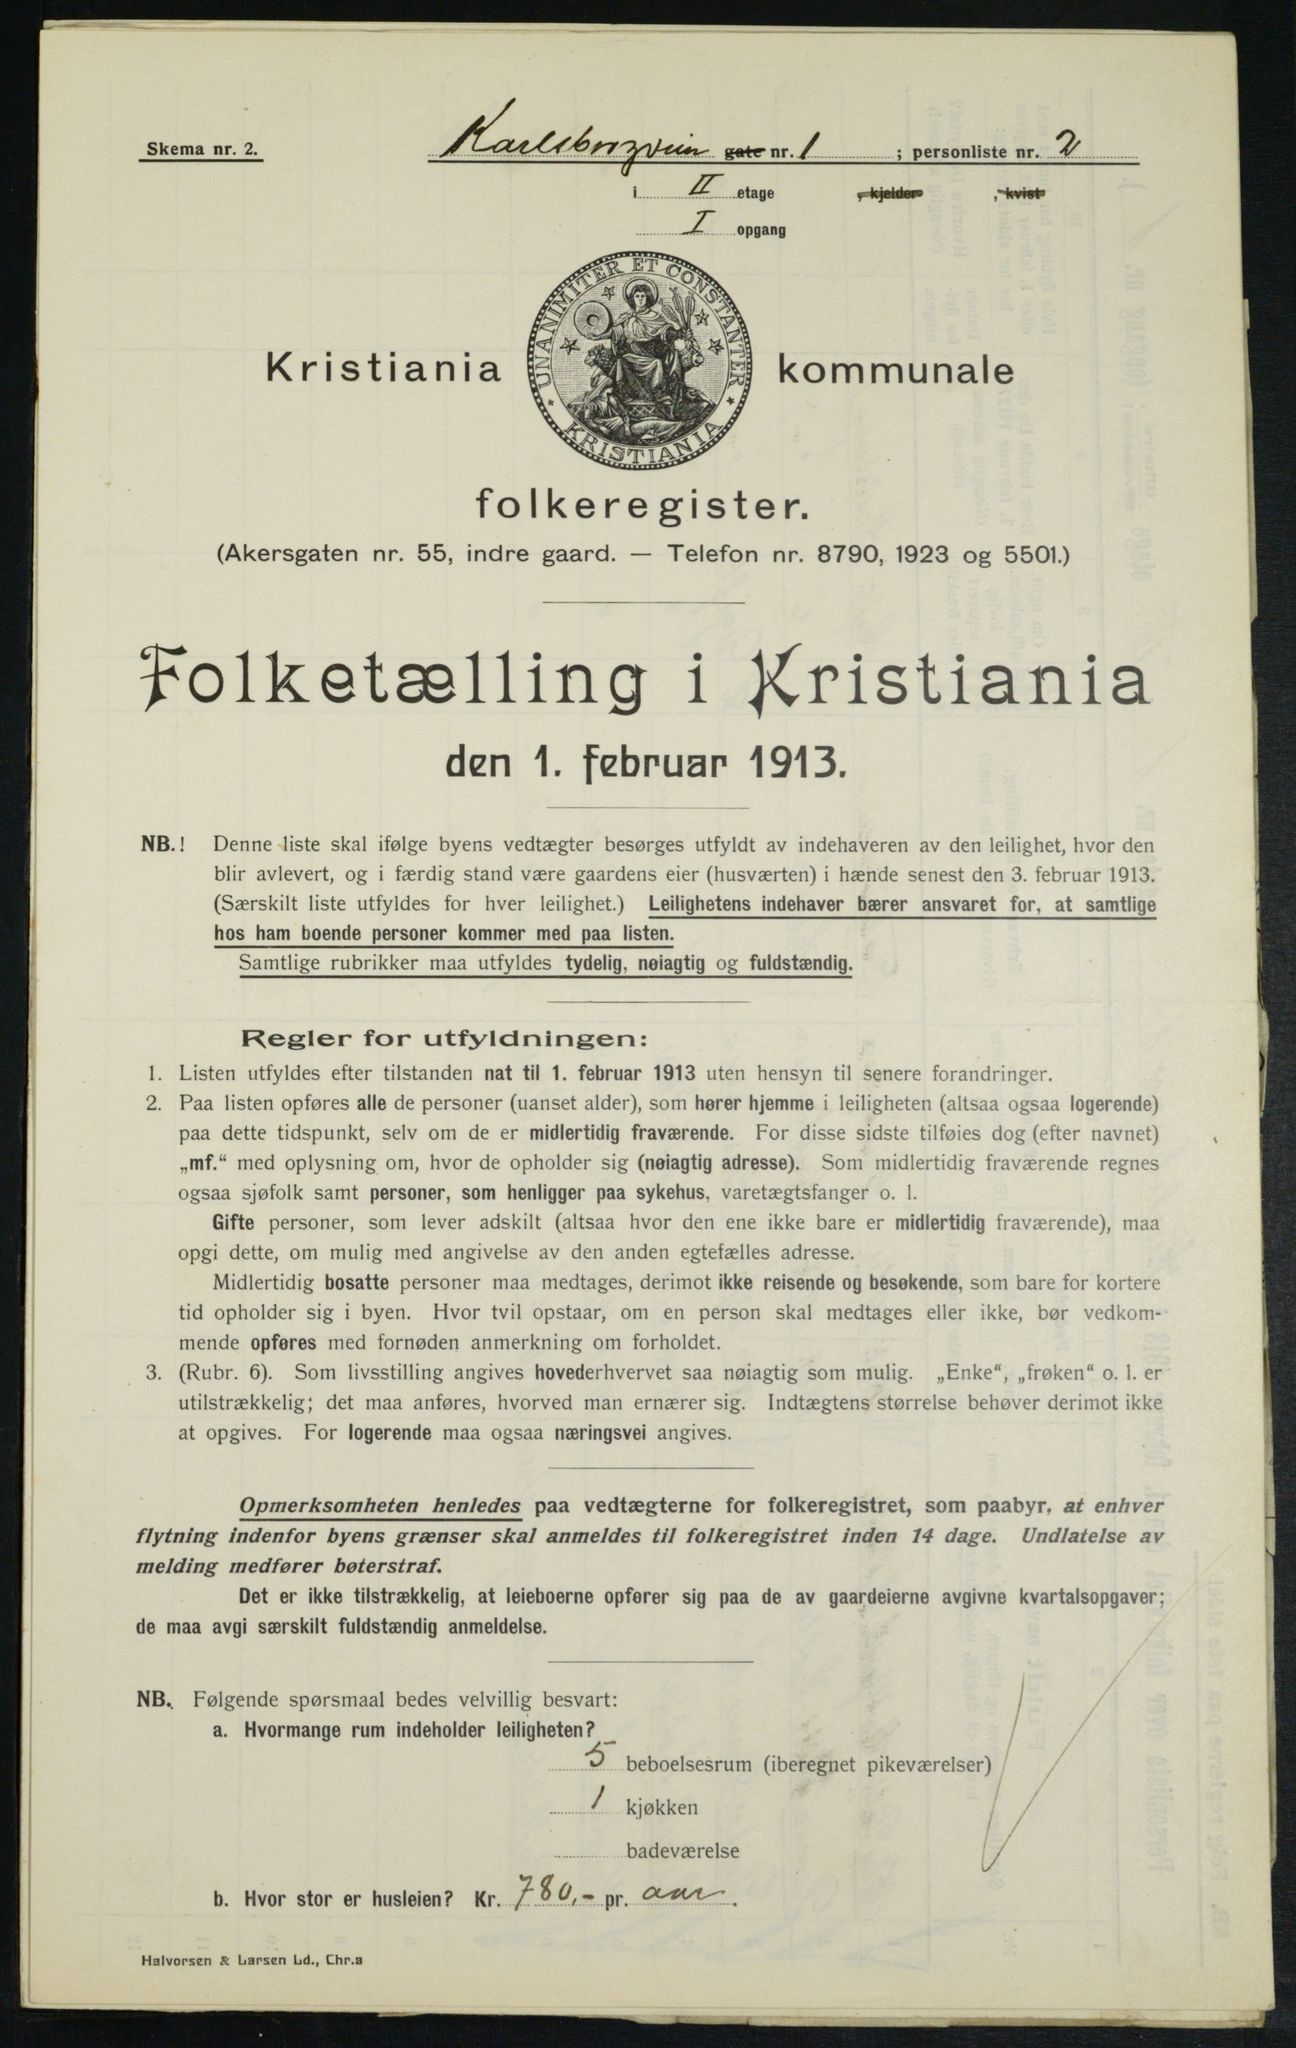 Skema nr. 2.
Karlsborgveien gate nr. 1 ; personliste nr. 2
i II etage , kjelder , kvist
I opgang
UNANIMITER ET CONSTANTER
KRISTIANIA
Kristiania kommunale
folkeregister.
(Akersgaten nr. 55, indre gaard. — Telefon nr. 8790, 1923 og 5501.)
Folketælling i Kristiania
den 1. februar 1913.
NB.! Denne liste skal ifølge byens vedtægter besørges utfyldt av indehaveren av den leilighet, hvor den
blir avlevert, og i færdig stand være gaardens eier (husværten) i hænde senest den 3. februar 1913.
(Særskilt liste utfyldes for hver leilighet.) Leilighetens indehaver bærer ansvaret for, at samtlige
hos ham boende personer kommer med paa listen.
Samtlige rubrikker maa utfyldes tydelig, nøiagtig og fuldstændig.
Regler for utfyldningen:
1. Listen utfyldes efter tilstanden nat til 1. februar 1913 uten hensyn til senere forandringer.
2. Paa listen opføres alle de personer (uanset alder), som hører hjemme i leiligheten (altsaa ogsaa logerende)
paa dette tidspunkt, selv om de er midlertidig fraværende. For disse sidste tilføies dog (efter navnet)
„mf.“ med oplysning om, hvor de opholder sig (nøiagtig adresse). Som midlertidig fraværende regnes
ogsaa sjøfolk samt personer, som henligger paa sykehus, varetægtsfanger o. l.
Gifte personer, som lever adskilt (altsaa hvor den ene ikke bare er midlertidig fraværende), maa
opgi dette, om mulig med angivelse av den anden egtefælles adresse.
Midlertidig bosatte personer maa medtages, derimot ikke reisende og besøkende, som bare for kortere
tid opholder sig i byen. Hvor tvil opstaar, om en person skal medtages eller ikke, bør vedkom-
mende opføres med fornøden anmerkning om forholdet.
3. (Rubr. 6). Som livsstilling angives hovederhvervet saa nøiagtig som mulig. „Enke“, „frøken“ o. l. er
utilstrækkelig; det maa anføres, hvorved man ernærer sig. Indtægtens størrelse behøver derimot ikke
at opgives. For logerende maa ogsaa næringsvei angives.
Opmerksomheten henledes paa vedtægterne for folkeregistret, som paabyr, at enhver
flytning indenfor byens grænser skal anmeldes til folkeregistret inden 14 dage. Undlatelse av
melding medfører bøterstraf.
Det er ikke tilstrækkelig, at leieboerne opfører sig paa de av gaardeierne avgivne kvartalsopgaver;
de maa avgi særskilt fuldstændig anmeldelse.
NB. Følgende spørsmaal bedes velvillig besvart:
a. Hvormange rum indeholder leiligheten?
5 beboelsesrum (iberegnet pikeværelser)
1 kjøkken
badeværelse
b. Hvor stor er husleien? Kr. 780,- pr. aar.
Halvorsen & Larsen Ld., Chr.a